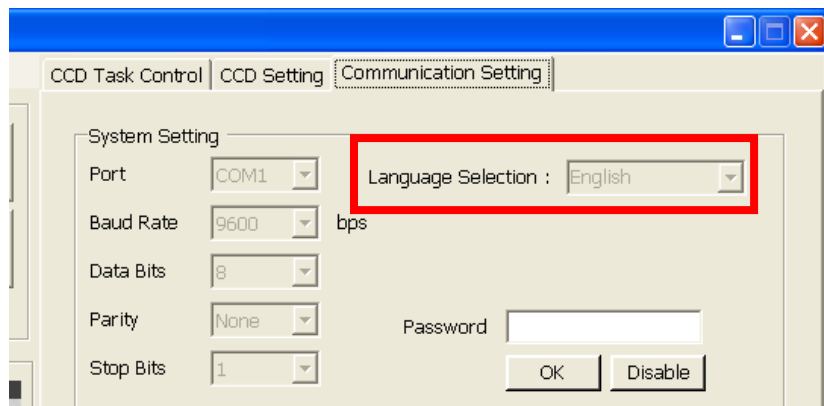 CCD Task Control CCD Setting Communication Setting
System Setting
Port COM1 Language Selection : English
Baud Rate 9600 bps
Data Bits 8
Parity None Password
Stop Bits 1 OK Disable